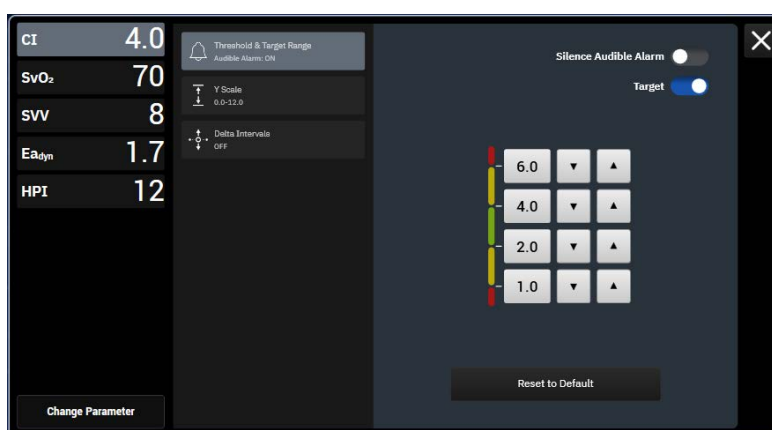 CI 4.0
SvO₂ 70
SVV 8
Eadyn 1.7
HPI 12
Change Parameter
Threshold & Target Range
Audible Alarm: ON
Y Scale
0.0-12.0
Delta Intervals
OFF
Silence Audible Alarm
Target
6.0
4.0
2.0
1.0
Reset to Default